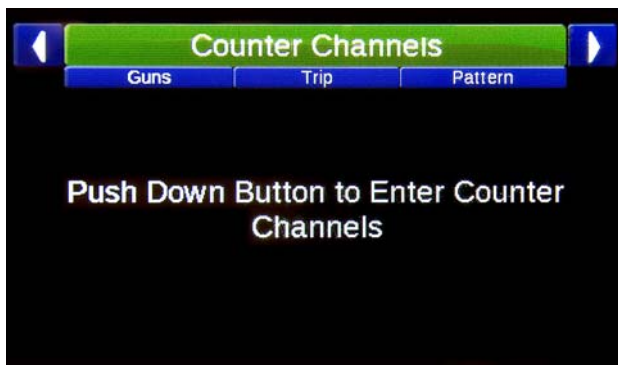 Counter Channels
Guns Trip Pattern
Push Down Button to Enter Counter
Channels